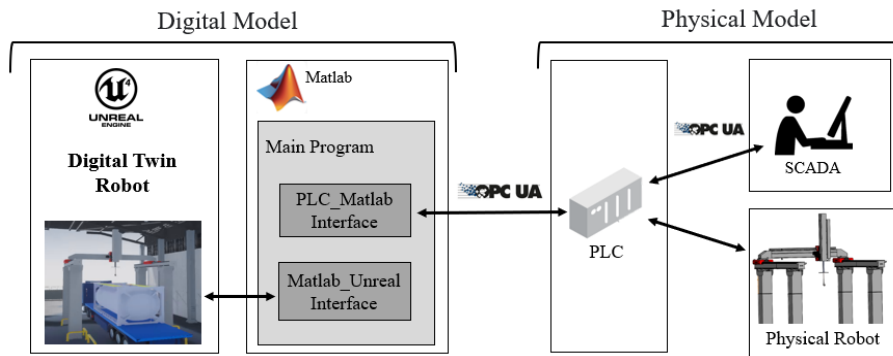 Digital Model
Physical Model
UNREAL
ENGINE
Digital Twin
Robot
Matlab
Main Program
PLC_Matlab
Interface
Matlab_Unreal
Interface
OPC UA
PLC
OPC UA
SCADA
Physical Robot